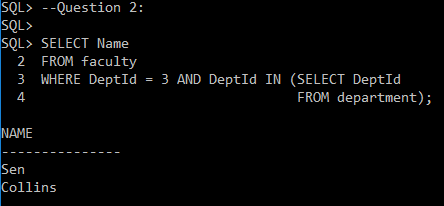 SQL> --Question 2:
SQL>
SQL> SELECT Name
  2  FROM faculty
  3  WHERE DeptId = 3 AND DeptId IN (SELECT DeptId
  4                                  FROM department);
NAME
---------------
Sen
Collins